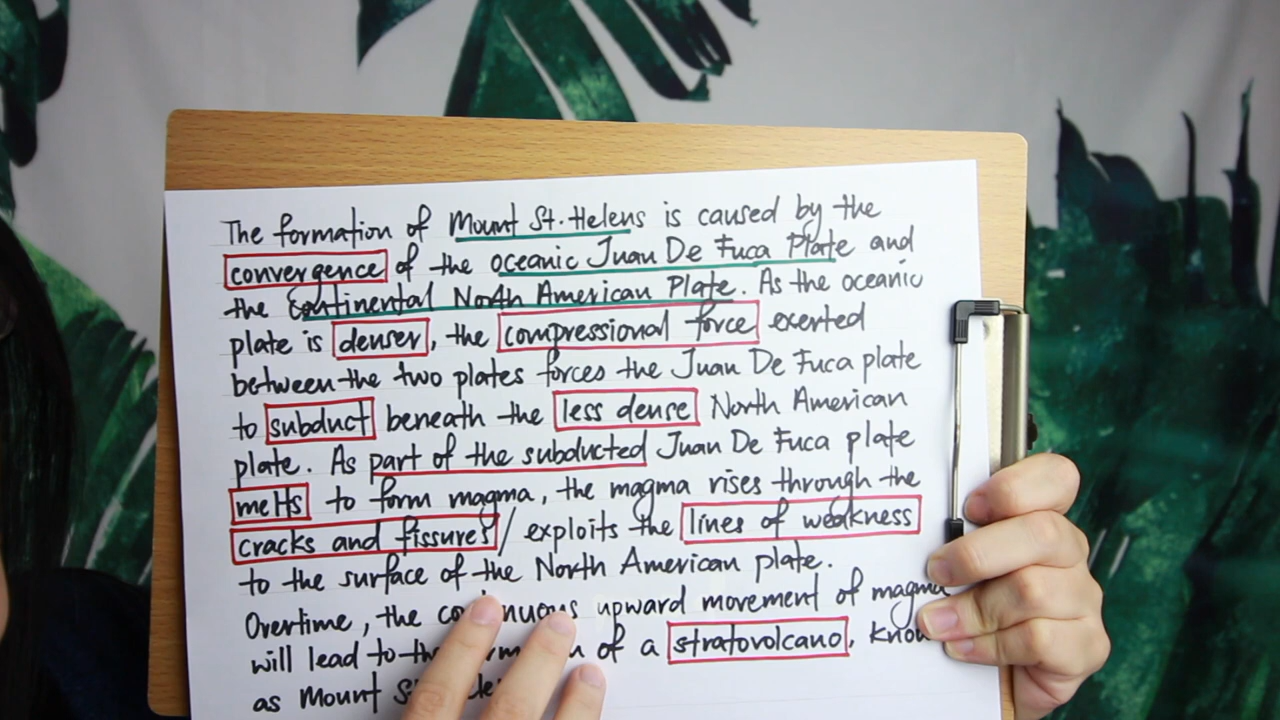 The formation of Mount St. Helens is caused by the
convergence of the oceanic Juan De Fuca Plate and
the Continental North American Plate. As the oceanic
plate is denser, the compressional force exerted
between the two plates forces the Juan De Fuca plate
to subduct beneath the less dense North American
plate. As part of the subducted Juan De Fuca plate
melts to form magma, the magma rises through the
cracks and fissures / exploits the lines of weakness
to the surface of the North American plate.
Overtime, the continuous upward movement of magma
will lead to of a stratovolcano,
as Mount